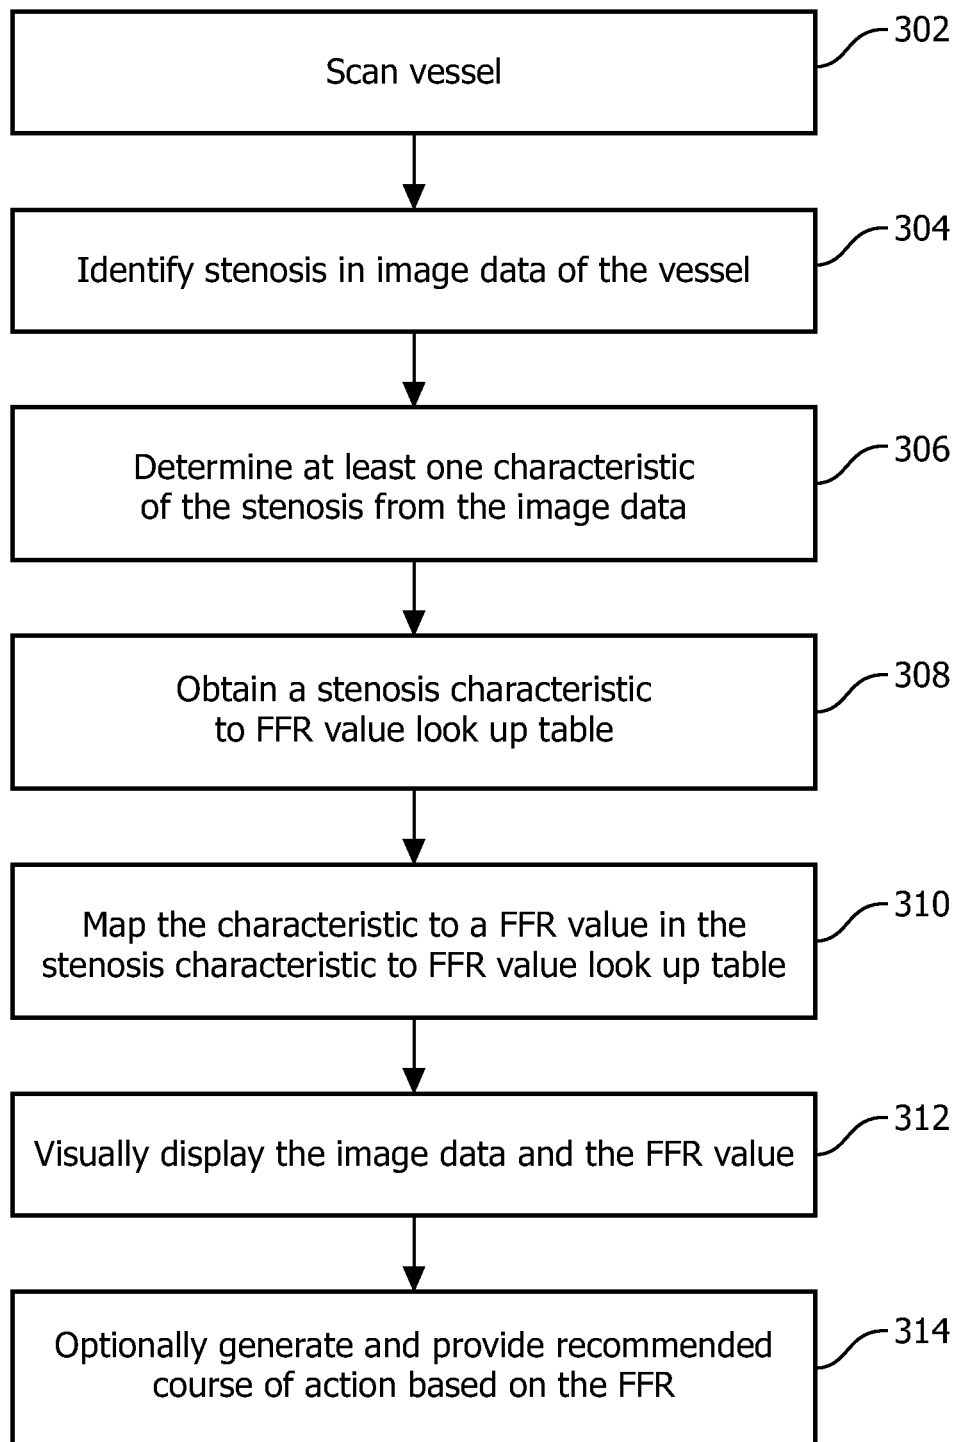 302
Scan vessel
304
Identify stenosis in image data of the vessel
306
Determine at least one characteristic
of the stenosis from the image data
308
Obtain a stenosis characteristic
to FFR value look up table
310
Map the characteristic to a FFR value in the
stenosis characteristic to FFR value look up table
312
Visually display the image data and the FFR value
314
Optionally generate and provide recommended
course of action based on the FFR